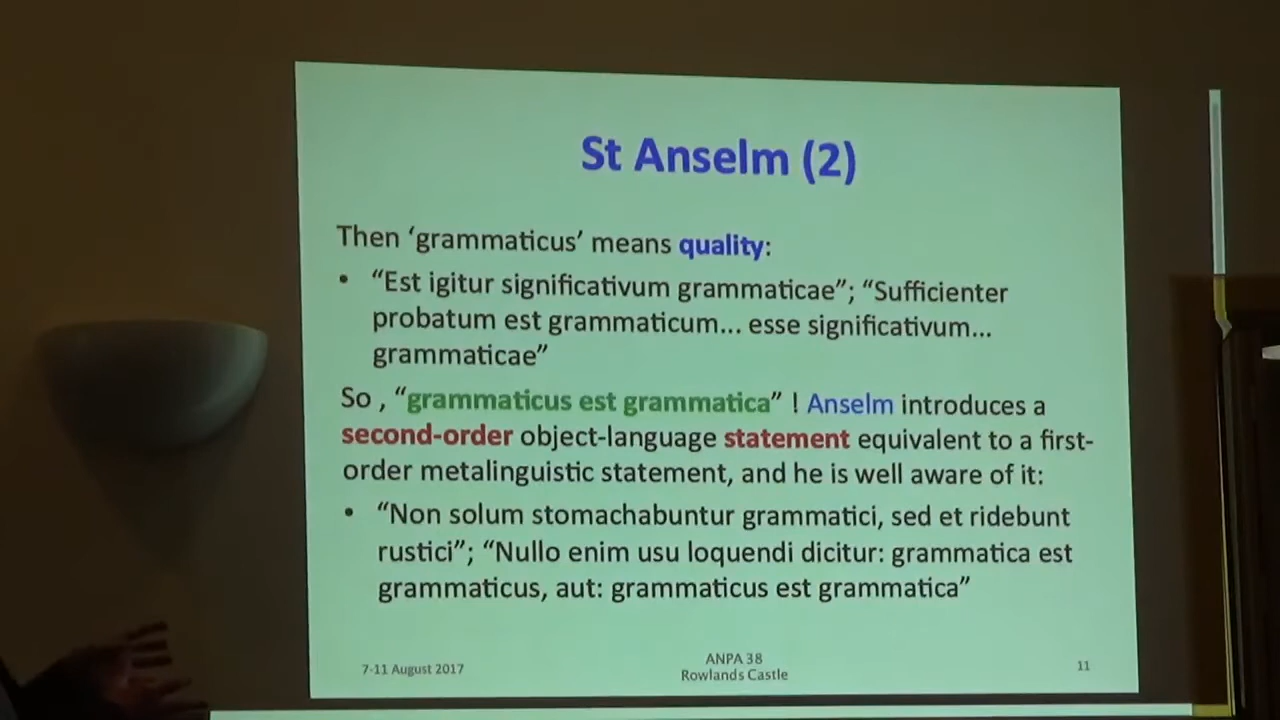 St Anselm (2)
Then ‘grammaticus’ means quality:
• “Est igitur significativum grammaticae”; “Sufficienter
probatum est grammaticum... esse significativum...
grammaticae”
So , “grammaticus est grammatica” ! Anselm introduces a
second-order object-language statement equivalent to a first-
order metalinguistic statement, and he is well aware of it:
• “Non solum stomachabuntur grammatici, sed et ridebunt
rustici”; “Nullo enim usu loquendi dicitur: grammatica est
grammaticus, aut: grammaticus est grammatica”
7-11 August 2017
ANPA 38
Rowlands Castle
11